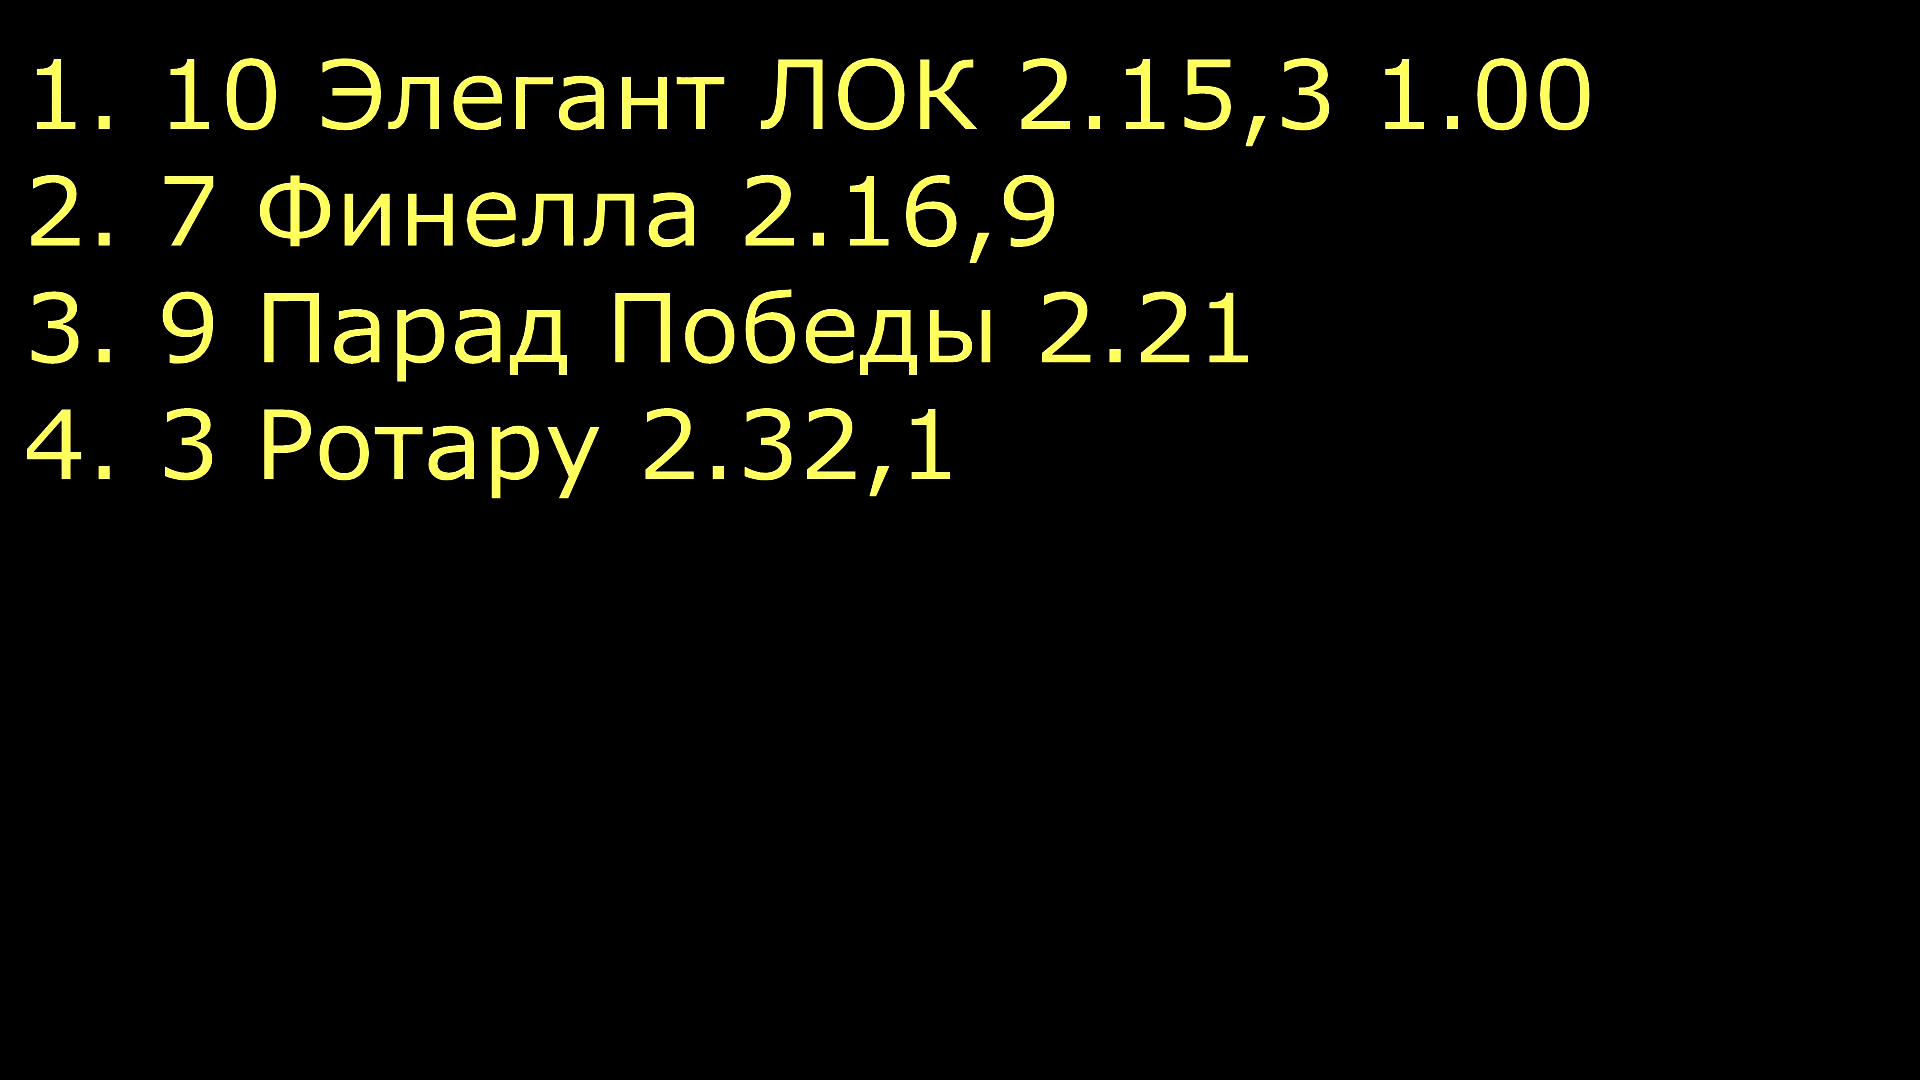 1. 10 Элегант ЛОК 2.15,3 1.00
2. 7 Финелла 2.16,9
3. 9 Парад Победы 2.21
4. 3 Ротару 2.32,1